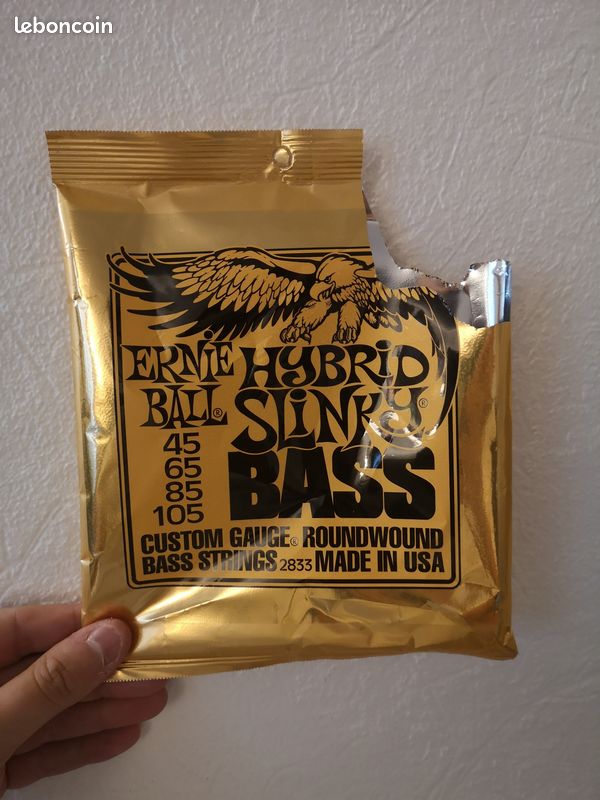 leboncoin
ERNIE
BALL®
HYBRID
SLINKY®
45
65
85
105
BASS
CUSTOM GAUGE® ROUNDWOUND
BASS STRINGS 2833 MADE IN USA